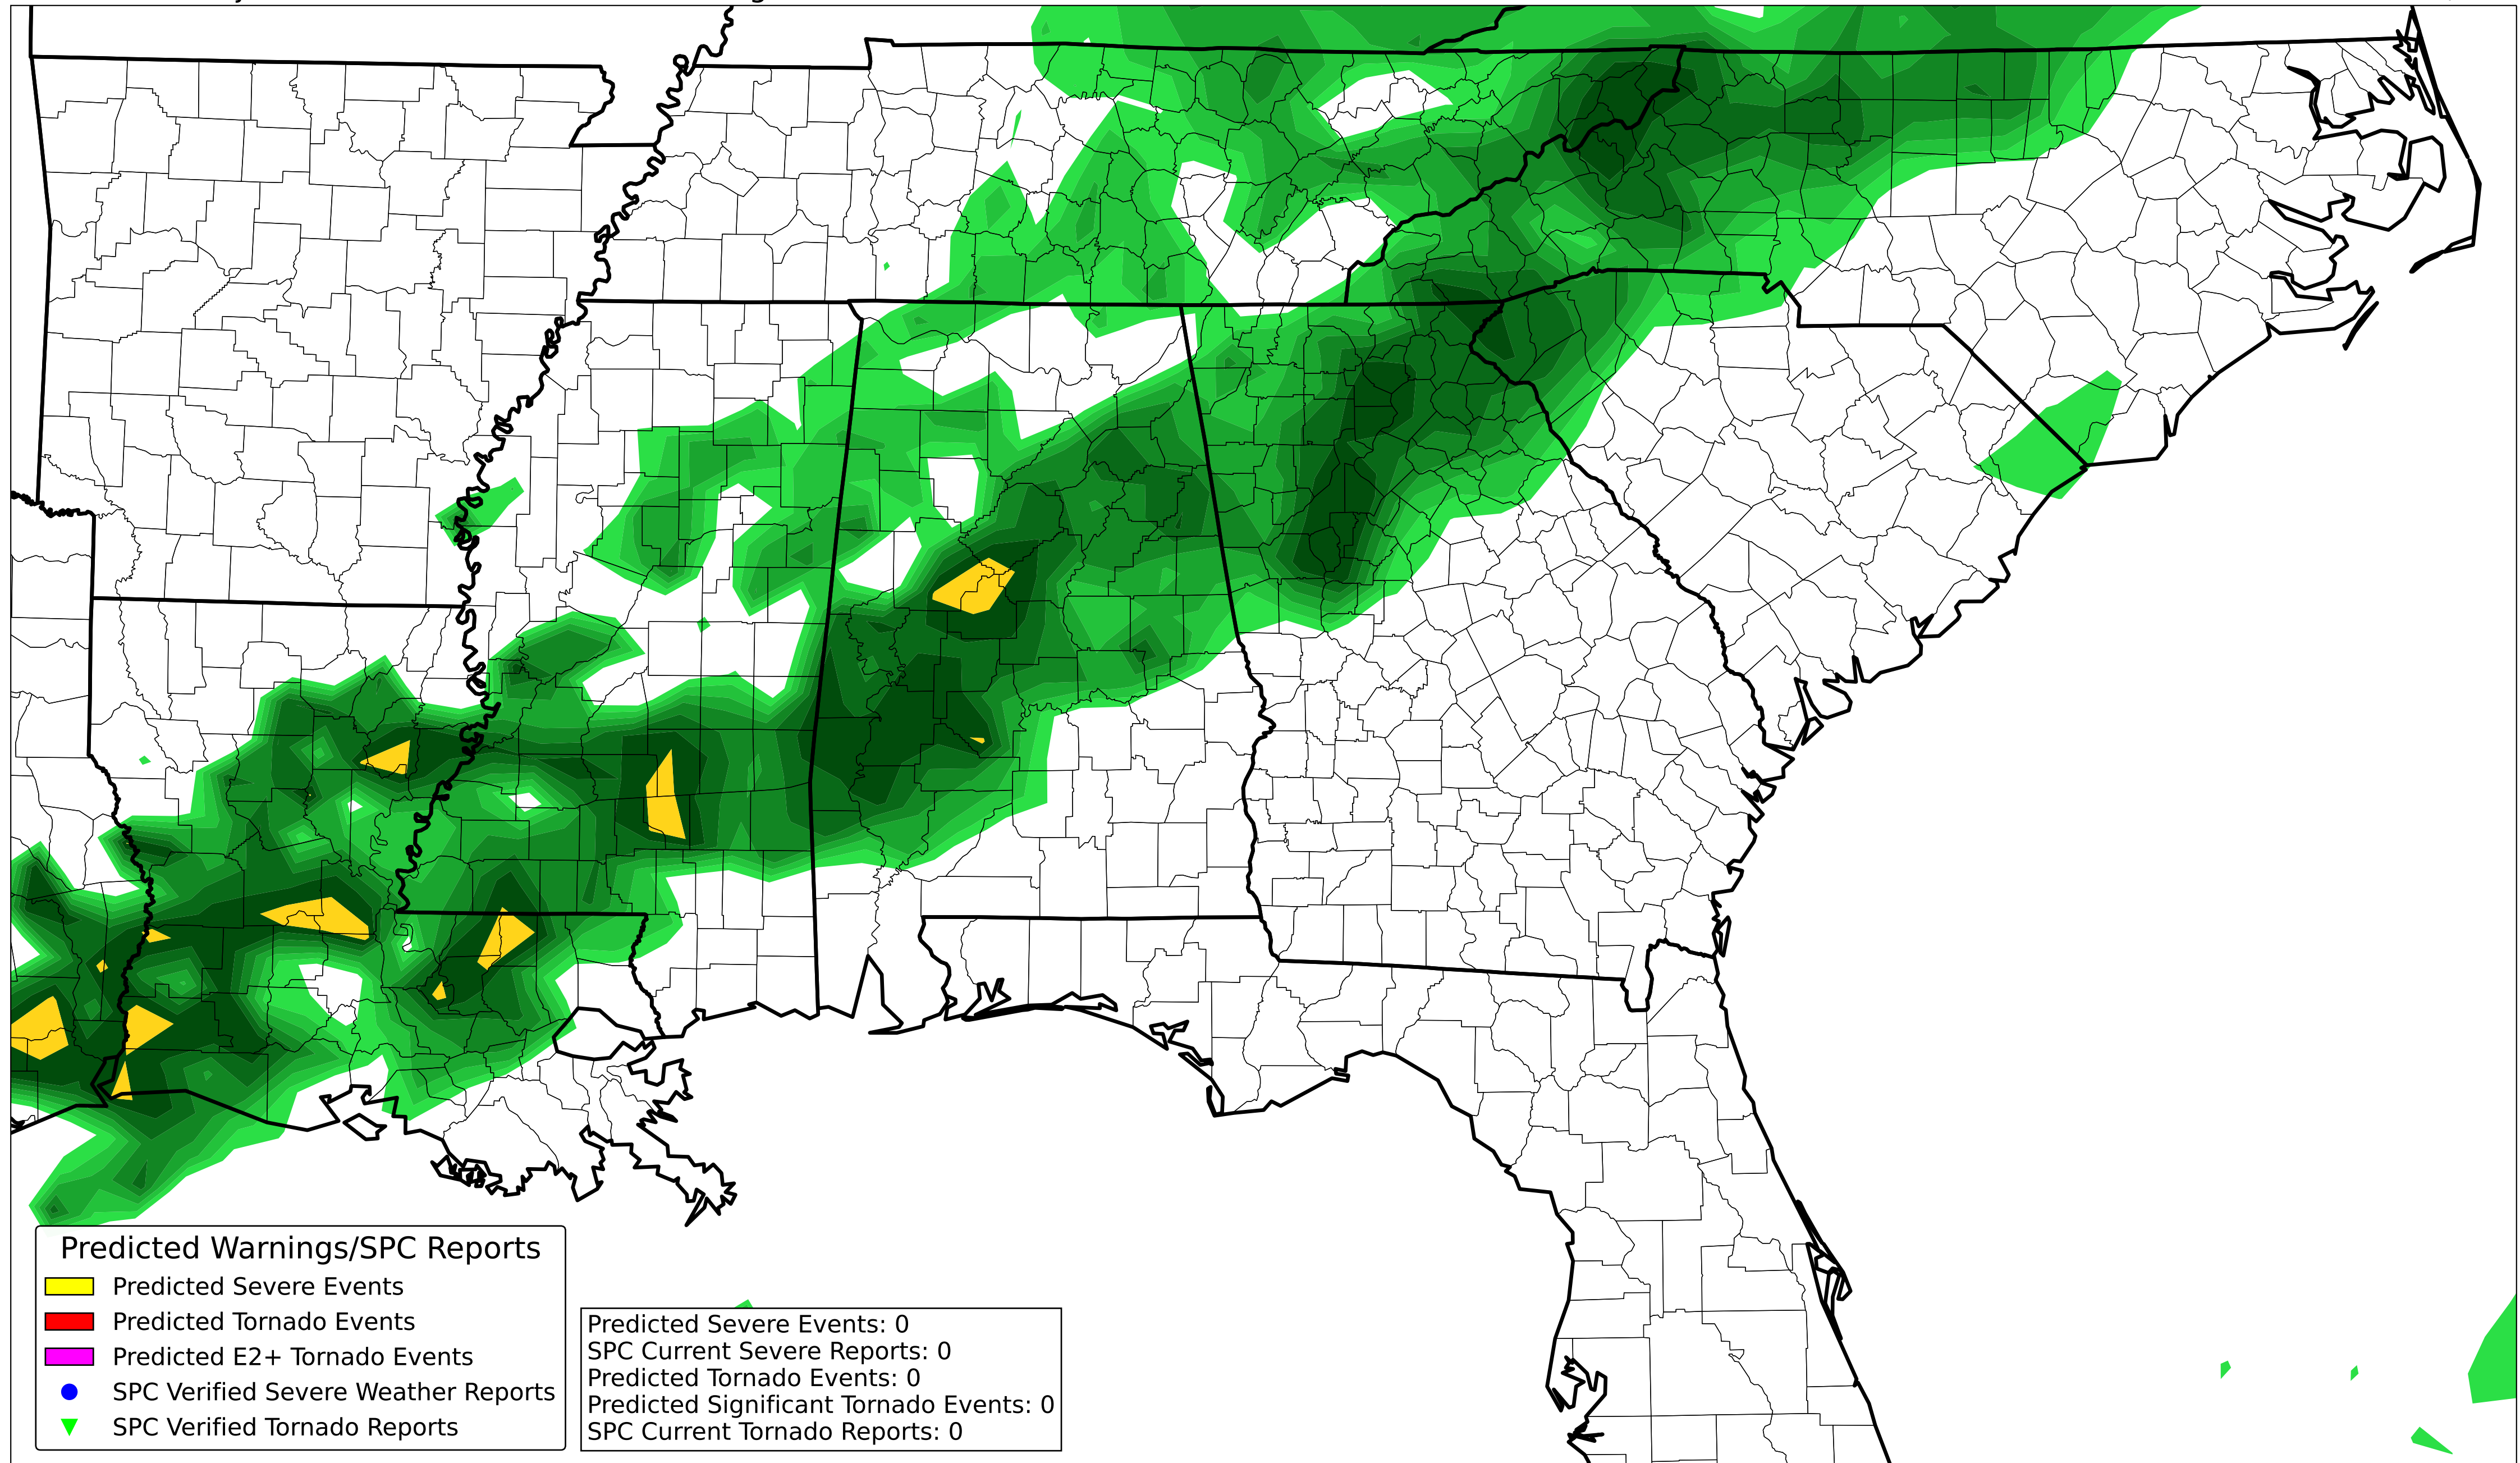 Predicted Warnings/SPC Reports
Predicted Severe Events
Predicted Tornado Events
Predicted E2+ Tornado Events
SPC Verified Severe Weather Reports
SPC Verified Tornado Reports
Predicted Severe Events: 0
SPC Current Severe Reports: 0
Predicted Tornado Events: 0
Predicted Significant Tornado Events: 0
SPC Current Tornado Reports: 0